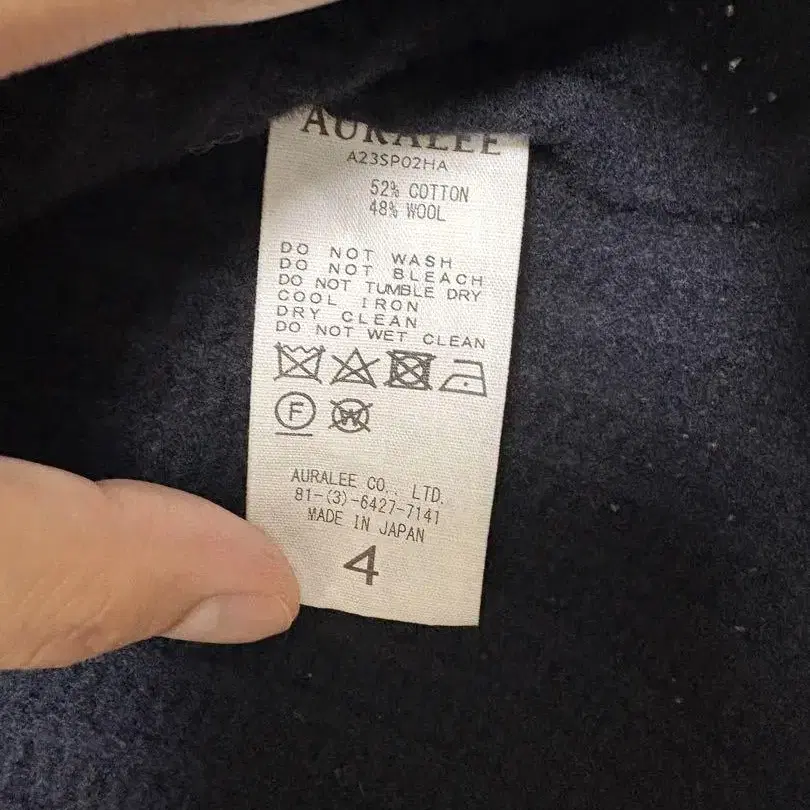 AURALEE
A23SP02HA
52% COTTON
48% WOOL
DO NOT WASH
DO NOT BLEACH
DO NOT TUMBLE DRY
COOL IRON
DRY CLEAN
DO NOT WET CLEAN
F W
AURALEE CO., LTD.
81-(3)-6427-7141
MADE IN JAPAN
4